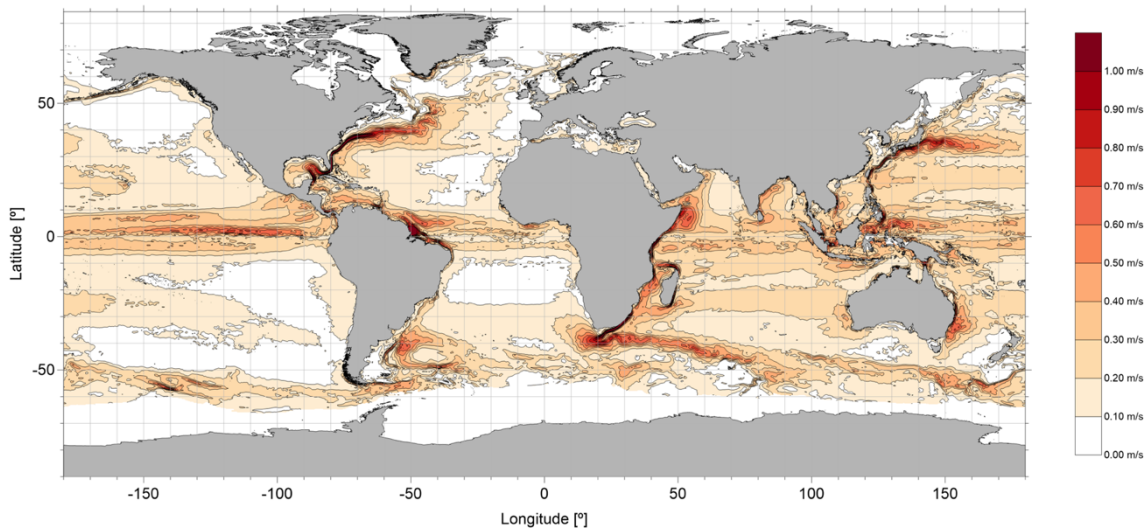 50
0
-50
Latitude [º]
-150
-100
-50
0
50
100
150
Longitude [º]
1.00 m/s
0.90 m/s
0.80 m/s
0.70 m/s
0.60 m/s
0.50 m/s
0.40 m/s
0.30 m/s
0.20 m/s
0.10 m/s
0.00 m/s